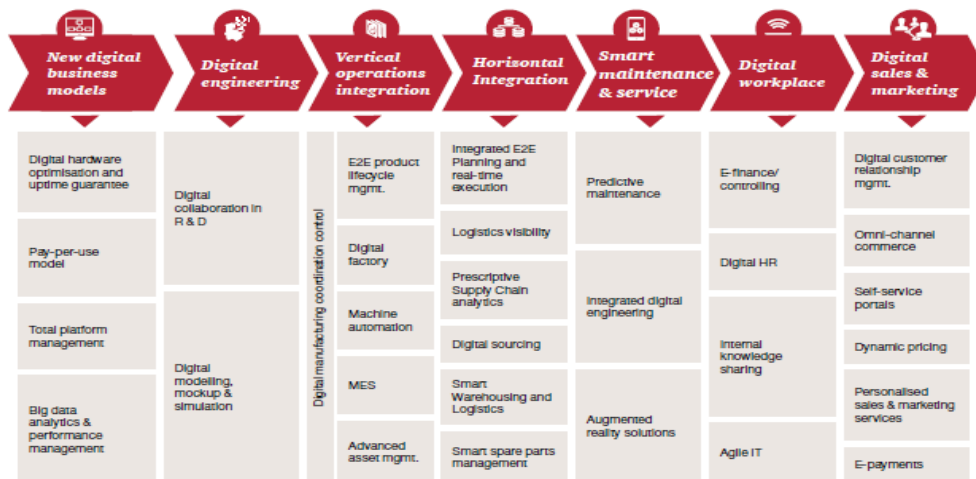 New digital
business
models
Digital
engineering
Vertical
operations
integration
Horizontal
Integration
Smart
maintenance
& service
Digital
workplace
Digital
sales &
marketing
Digital hardware
optimisation and
uptime guarantee
Pay-per-use
model
Total platform
management
Big data
analytics &
performance
management
Digital
collaboration in
R & D
Digital
modelling,
mockup &
simulation
Digital manufacturing coordination control
E2E product
lifecycle
mgmt.
Digital
factory
Machine
automation
MES
Advanced
asset mgmt.
Integrated E2E
Planning and
real-time
execution
Logistics visibility
Prescriptive
Supply Chain
analytics
Digital sourcing
Smart
Warehousing and
Logistics
Smart spare parts
management
Predictive
maintenance
Integrated digital
engineering
Augmented
reality solutions
E-finance/
controlling
Digital HR
Internal
knowledge
sharing
Agile IT
Digital customer
relationship
mgmt.
Omni-channel
commerce
Self-service
portals
Dynamic pricing
Personalised
sales & marketing
services
E-payments